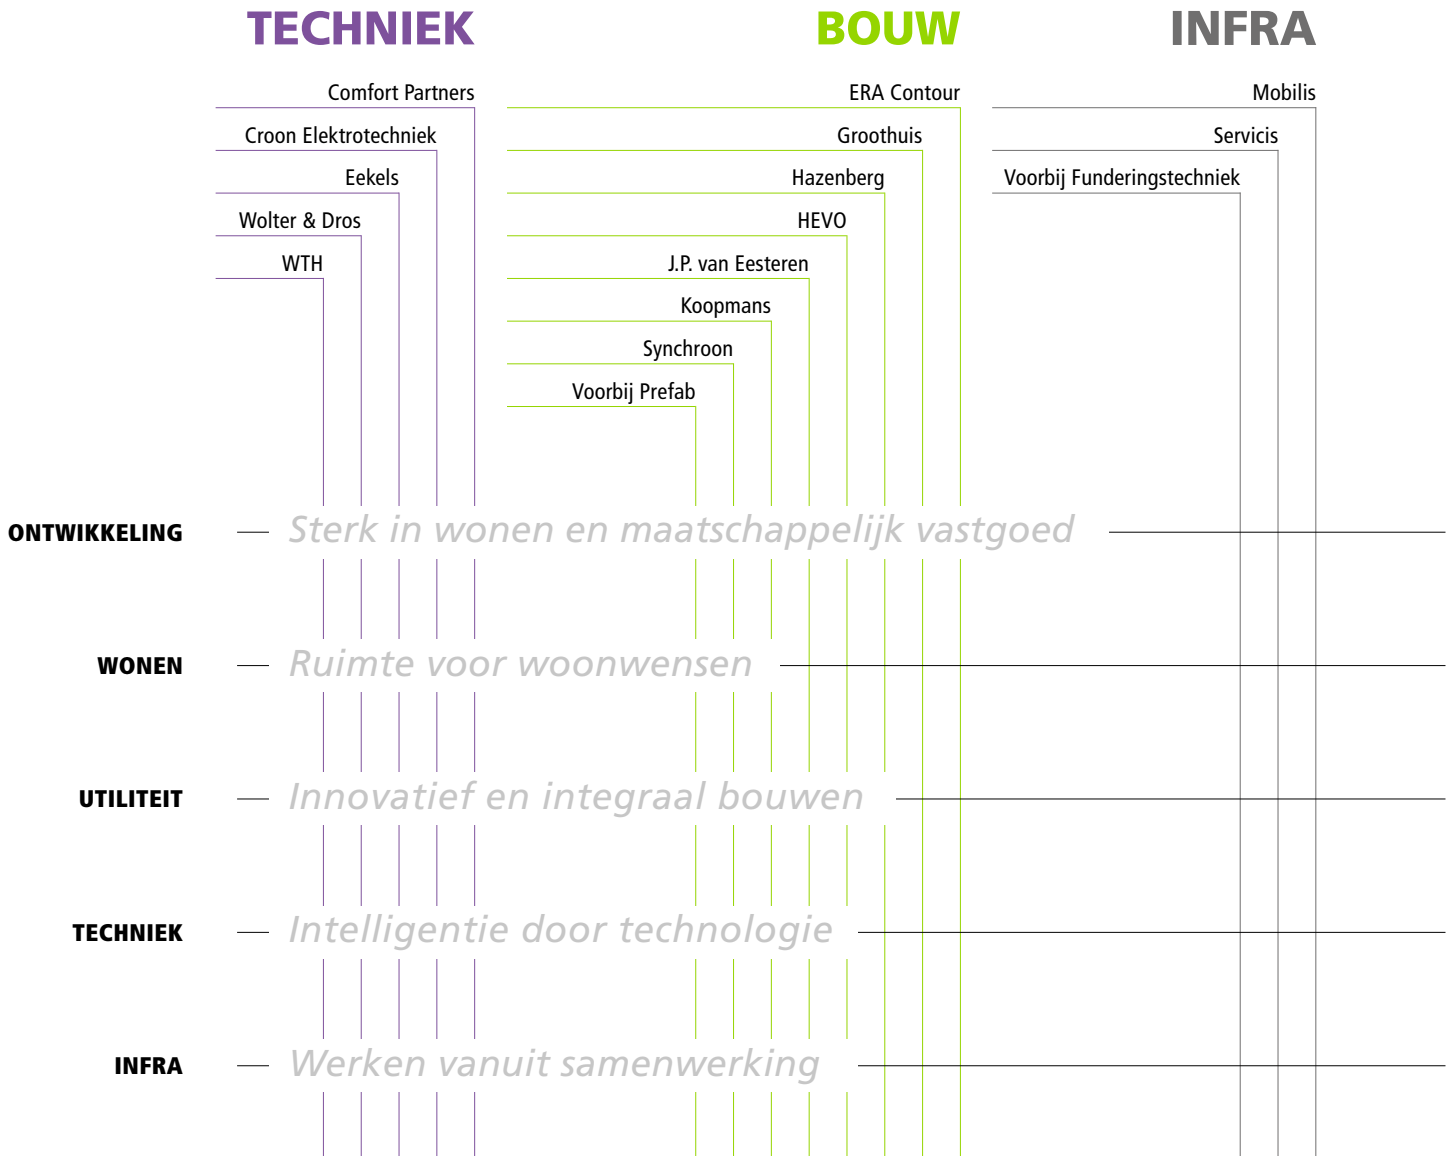 TECHNIEK
Comfort Partners
Croon Elektrotechniek
Eekels
Wolter & Dros
WTH
BOUW
ERA Contour
Groothuis
Hazenberg
HEVO
J.P. van Eesteren
Koopmans
Synchroon
Voorbij Prefab
INFRA
Mobilis
Servicis
Voorbij Funderingstechniek
ONTWIKKELING Sterk in wonen en maatschappelijk vastgoed
WONEN Ruimte voor woonwensen
UTILITEIT Innovatief en integraal bouwen
TECHNIEK Intelligentie door technologie
INFRA Werken vanuit samenwerking